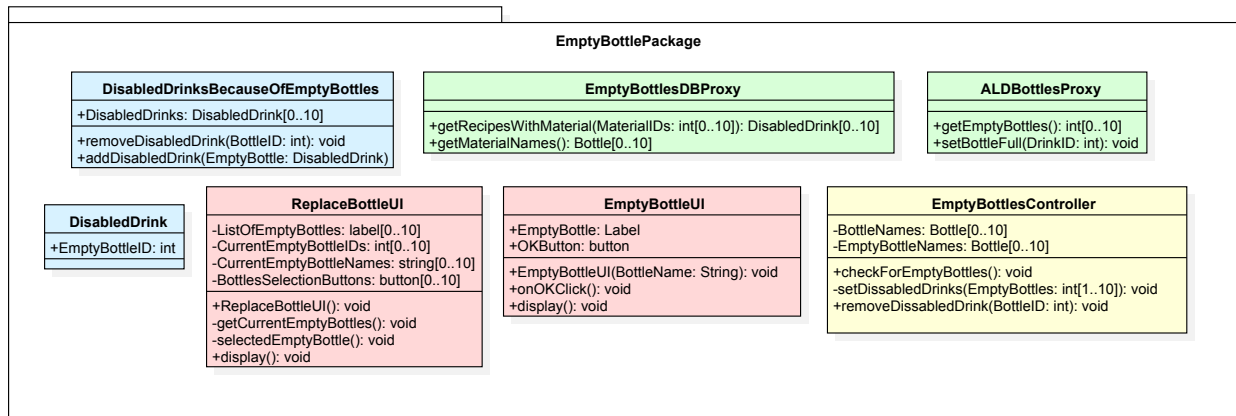 EmptyBottlePackage
DisabledDrinksBecauseOfEmptyBottles
+DisabledDrinks: DisabledDrink[0..10]
+removeDisabledDrink(BottleID: int): void
+addDisabledDrink(EmptyBottle: DisabledDrink)
EmptyBottlesDBProxy
+getRecipesWithMaterial(MaterialIDs: int[0..10]): DisabledDrink[0..10]
+getMaterialNames(): Bottle[0..10]
ALDBottlesProxy
+getEmptyBottles(): int[0..10]
+setBottleFull(DrinkID: int): void
DisabledDrink
+EmptyBottleID: int
ReplaceBottleUI
-ListOfEmptyBottles: label[0..10]
-CurrentEmptyBottleIDs: int[0..10]
-CurrentEmptyBottleNames: string[0..10]
-BottlesSelectionButtons: button[0..10]
+ReplaceBottleUI(): void
-getCurrentEmptyBottles(): void
-selectedEmptyBottle(): void
+display(): void
EmptyBottleUI
+EmptyBottle: Label
+OKButton: button
+EmptyBottleUI(BottleName: String): void
+onOKClick(): void
+display(): void
EmptyBottlesController
-BottleNames: Bottle[0..10]
-EmptyBottleNames: Bottle[0..10]
+checkForEmptyBottles(): void
-setDissabledDrinks(EmptyBottles: int[1..10]): void
+removeDissabledDrink(BottleID: int): void